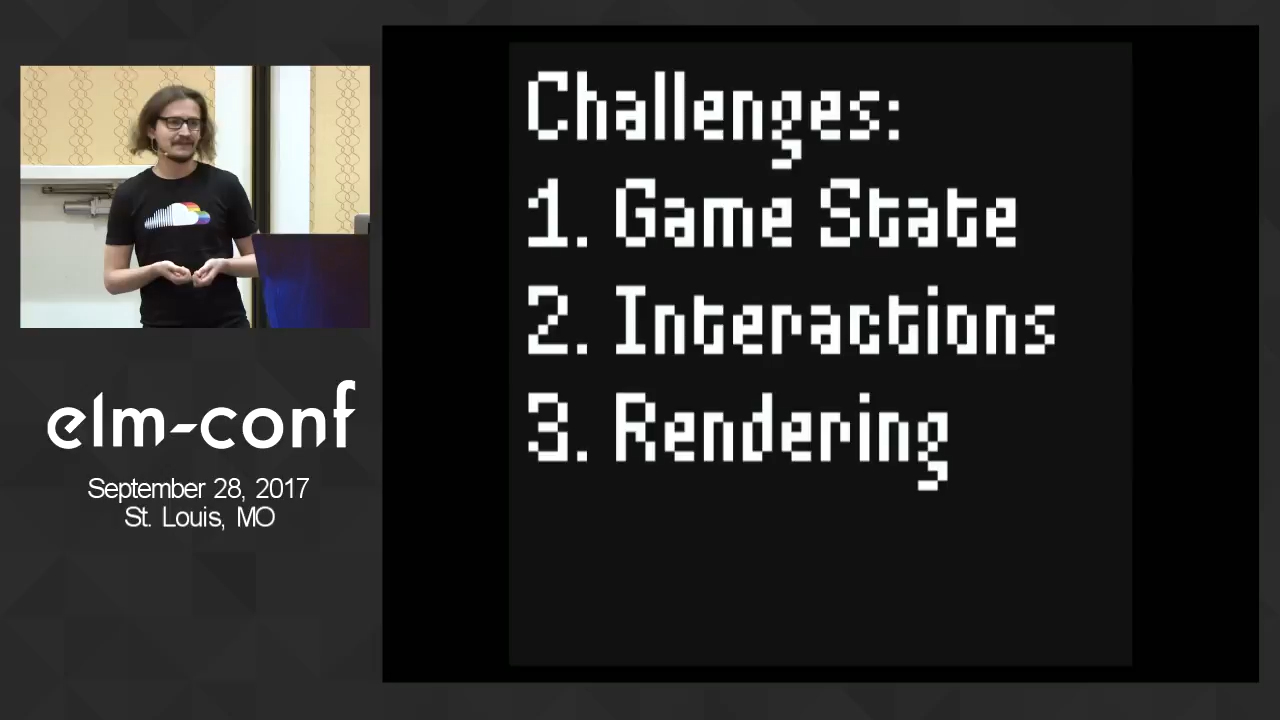 Challenges:
1. Game State
2. Interactions
3. Rendering
elm-conf
September 28, 2017
St. Louis, MO